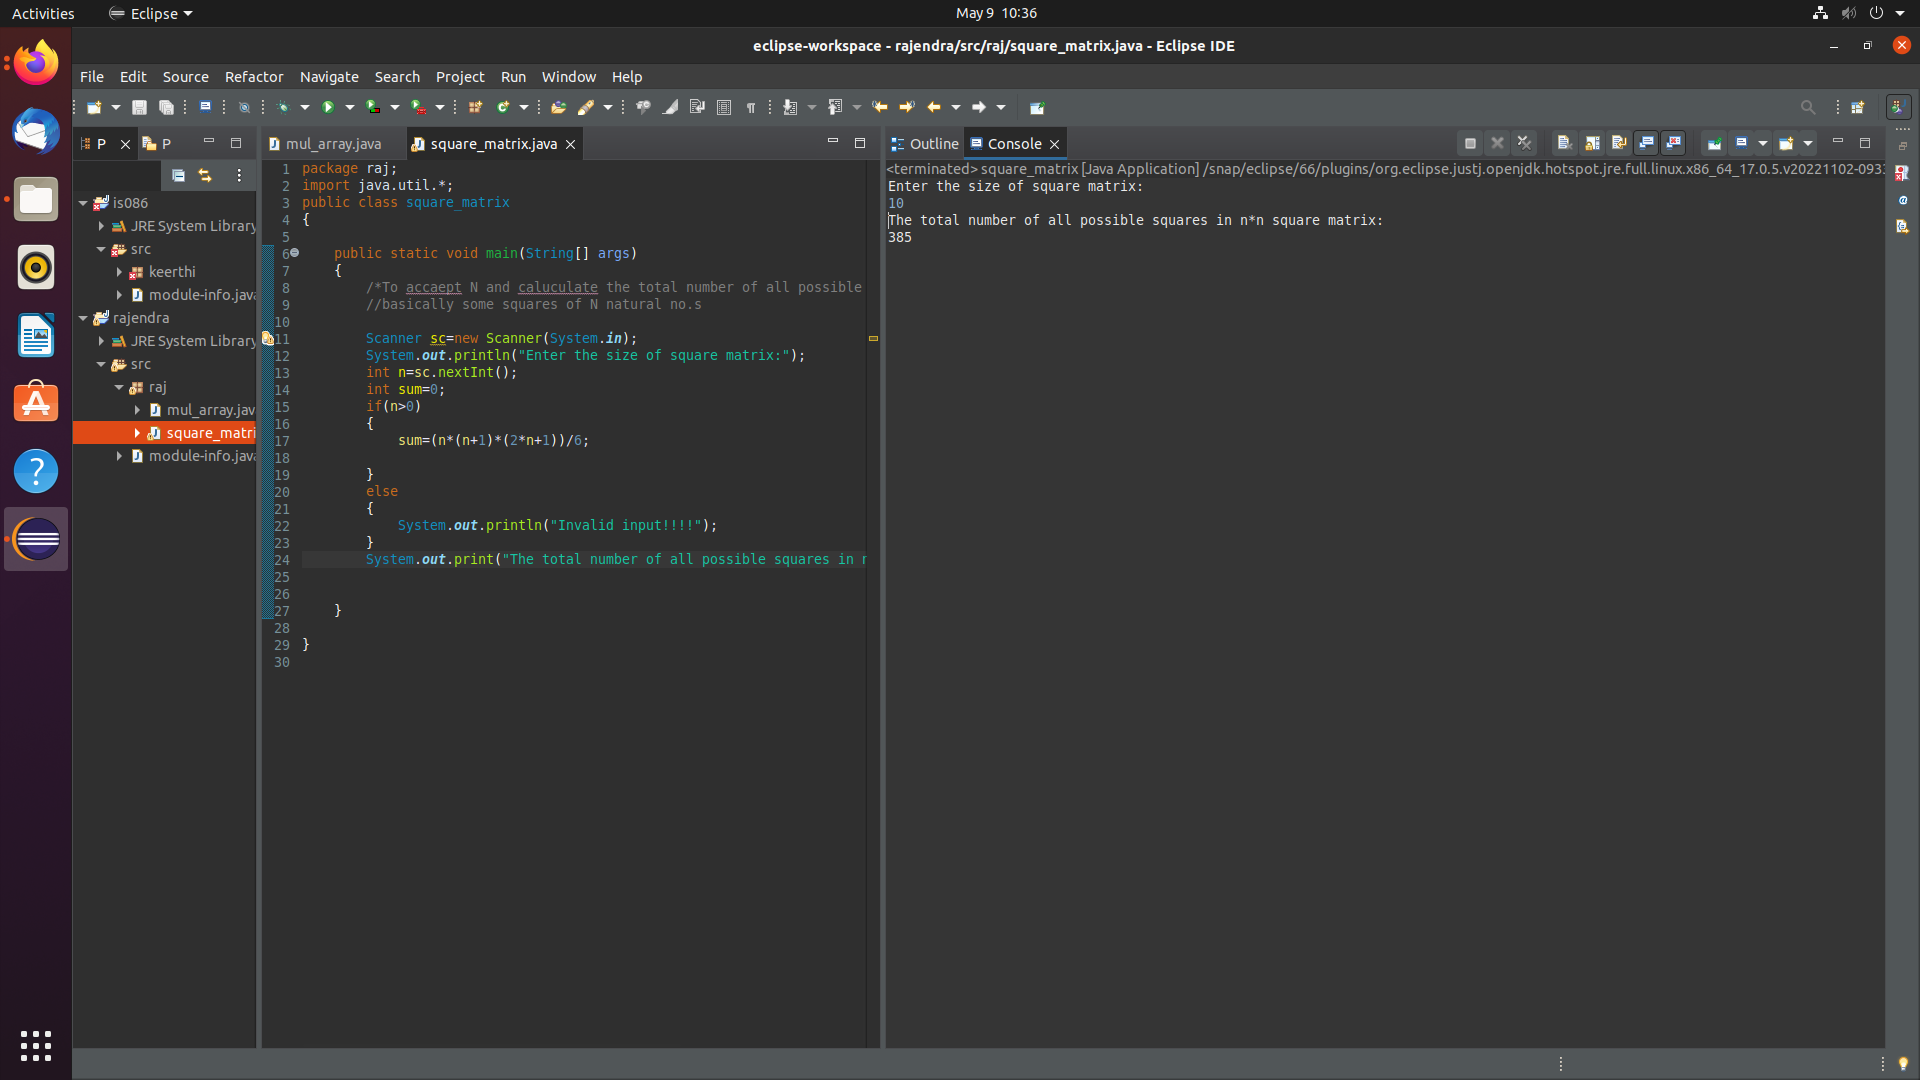 Activities
Eclipse
May 9 10:36
eclipse-workspace - rajendra/src/raj/square_matrix.java - Eclipse IDE
File Edit Source Refactor Navigate Search Project Run Window Help
P
P
is086
JRE System Library
src
keerthi
module-info.java
rajendra
JRE System Library
src
raj
mul_array.jav
square_matri
module-info.java
mul_array.java
square_matrix.java
1 package raj;
2 import java.util.*;
3 public class square_matrix
4 {
5
6 public static void main(String[] args)
7 {
8 /*To accaept N and caluculate the total number of all possible
9 //basically some squares of N natural no.s
10
11 Scanner sc=new Scanner(System.in);
12 System.out.println("Enter the size of square matrix:");
13 int n=sc.nextInt();
14 int sum=0;
15 if(n>0)
16 {
17 sum=(n*(n+1)*(2*n+1))/6;
18
19 }
20 else
21 {
22 System.out.println("Invalid input!!!!");
23 }
24 System.out.print("The total number of all possible squares in n
25
26
27 }
28
29 }
30
Outline
Console
<terminated> square_matrix [Java Application] /snap/eclipse/66/plugins/org.eclipse.justj.openjdk.hotspot.jre.full.linux.x86_64_17.0.5.v20221102-093
Enter the size of square matrix:
10
The total number of all possible squares in n*n square matrix:
385